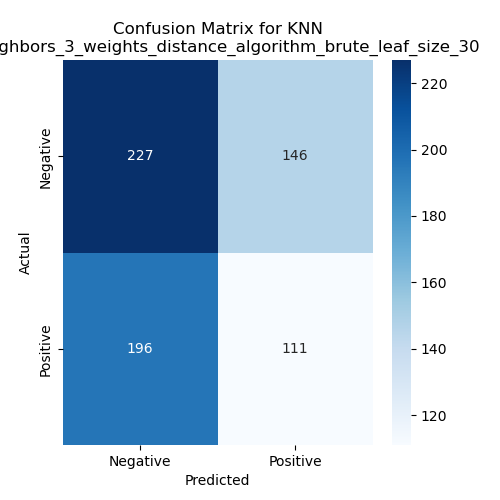 Confusion Matrix for KNN
ghbors_3_weights_distance_algorithm_brute_leaf_size_30
227 146
196 111
Negative
Positive
Actual
Negative Positive
Predicted
220
200
180
160
140
120